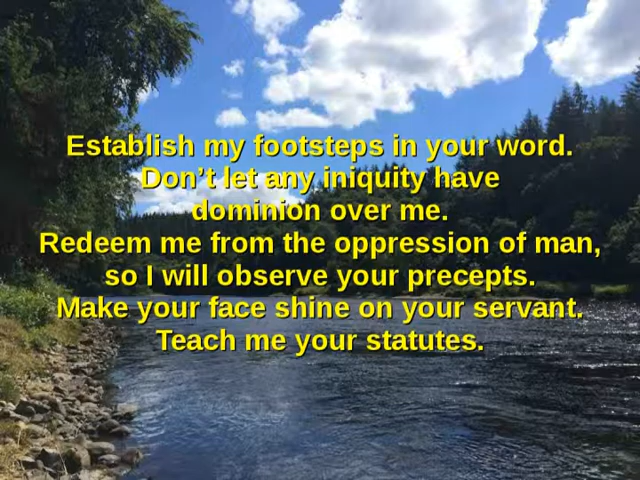 Establish my footsteps in your word.
Don’t let any iniquity have
dominion over me.
Redeem me from the oppression of man,
so I will observe your precepts.
Make your face shine on your servant.
Teach me your statutes.